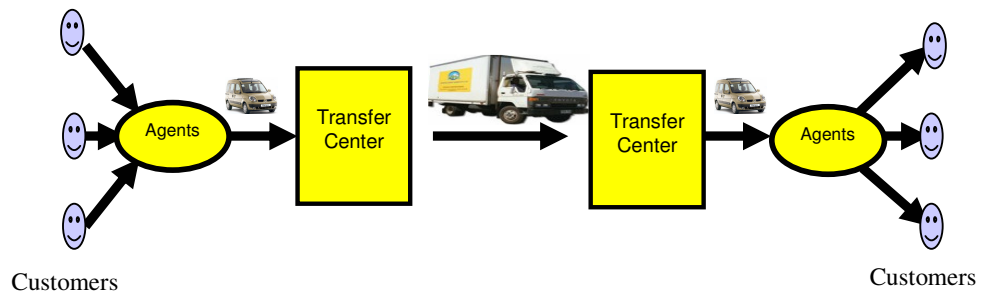 Agents
Transfer
Center
Transfer
Center
Agents
Customers
Customers